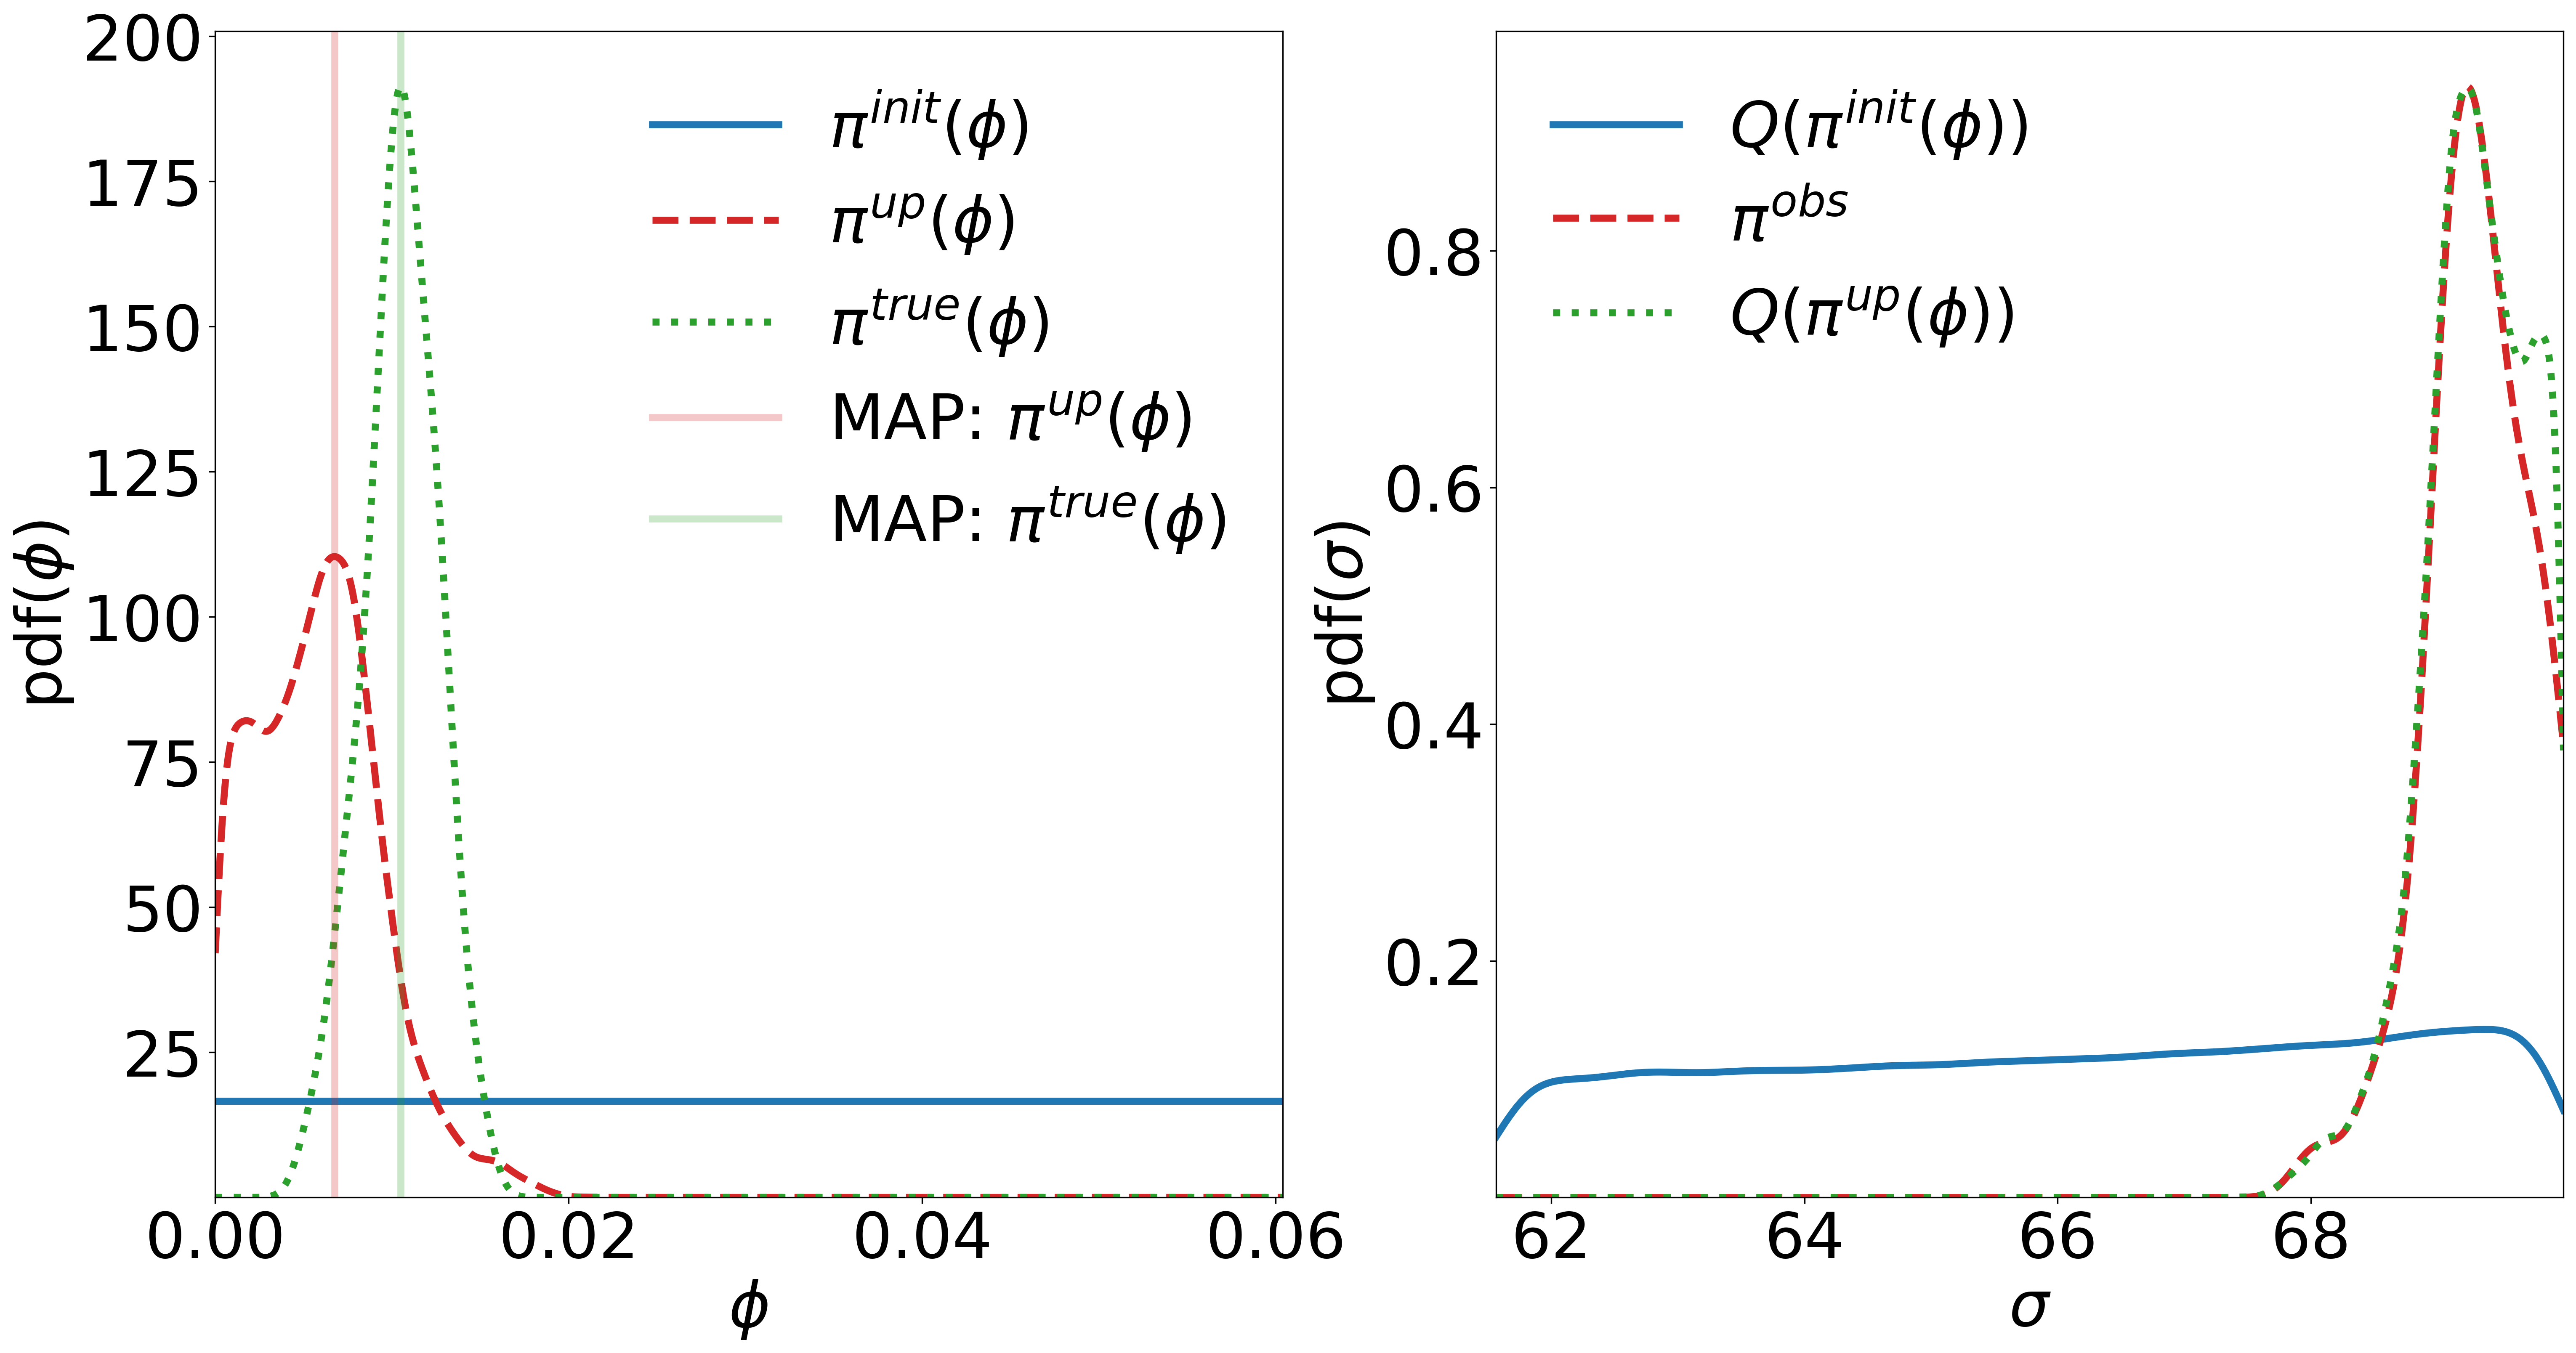 200
175
150
125
100
75
50
25
pdf(ϕ)
0.00 0.02 0.04 0.06
ϕ
π^{init}(ϕ)
π^{up}(ϕ)
π^{true}(ϕ)
MAP: π^{up}(ϕ)
MAP: π^{true}(ϕ)
0.8
0.6
0.4
0.2
pdf(σ)
62 64 66 68
σ
Q(π^{init}(ϕ))
π^{obs}
Q(π^{up}(ϕ))